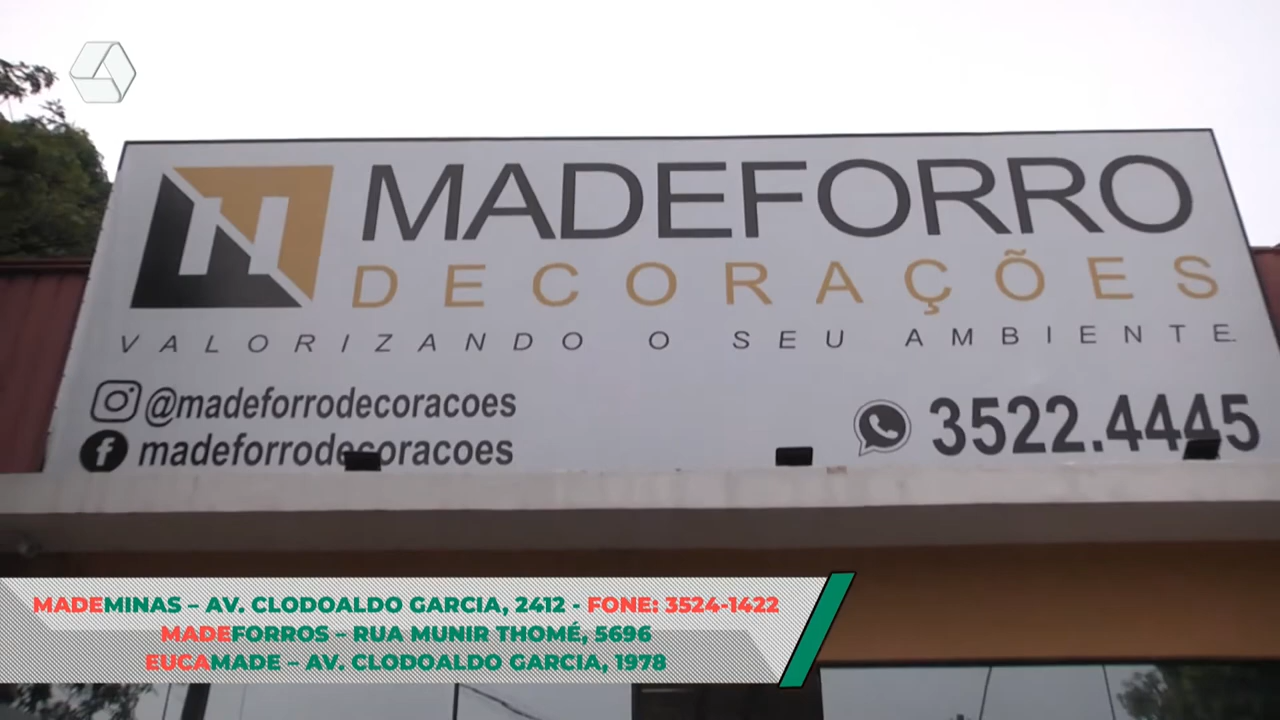 MADEFORRO
DECORAÇÕES
VALORIZANDO O SEU AMBIENTE.
@madeforrodecoracoes
madeforrodecoracoes
3522.4445
MADEMINAS – AV. CLODOALDO GARCIA, 2412 - FONE: 3524-1422
MADEFORROS – RUA MUNIR THOMÉ, 5696
EUCAMADE – AV. CLODOALDO GARCIA, 1978